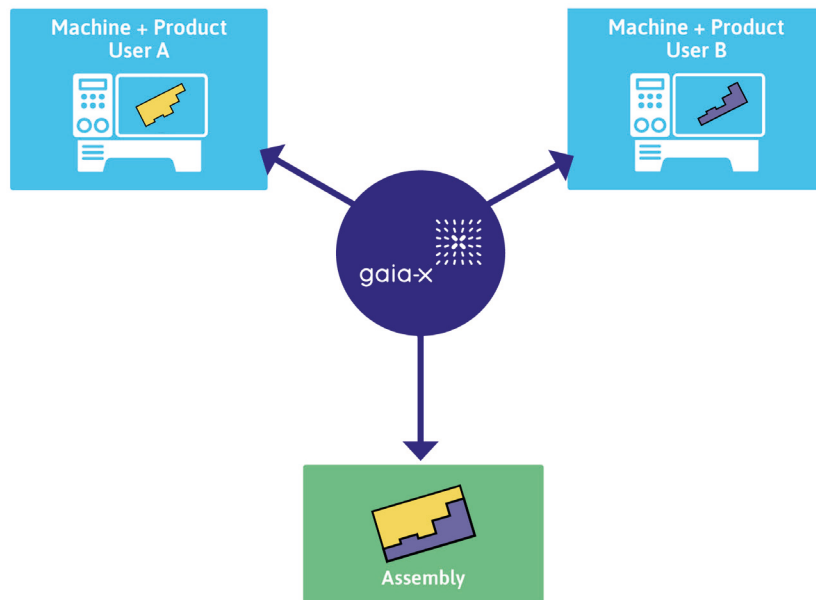 Machine + Product
User A
Machine + Product
User B
gaia-x
Assembly